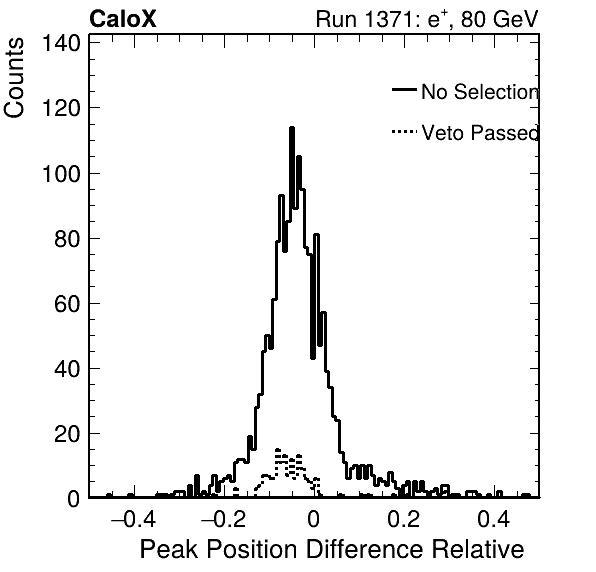 CaloX Run 1371: e+, 80 GeV
Counts
140
120
100
80
60
40
20
0
No Selection
Veto Passed
−0.4 −0.2 0 0.2 0.4
Peak Position Difference Relative